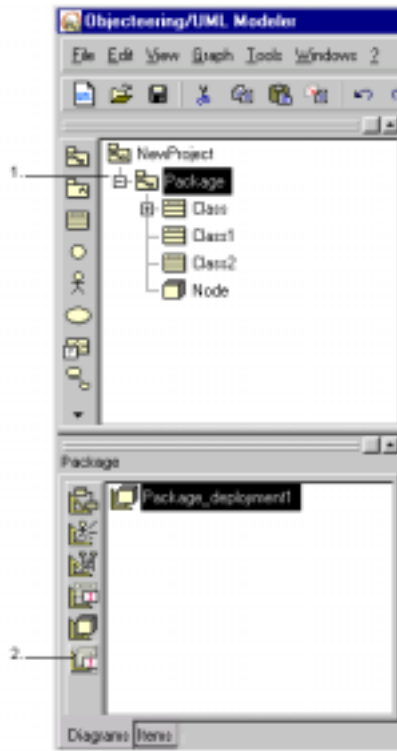 Objecteering/UML Modeler
File Edit View Graph Tools Windows ?
NewProject
1.
Package
Class
Class1
Class2
Node
Package
Package_deployment1
2.
Diagrams Items